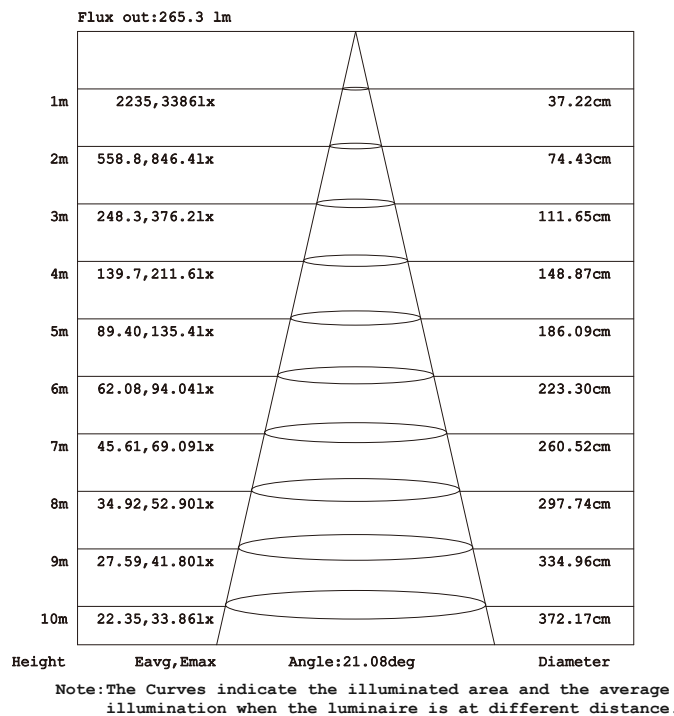 Flux out:265.3 lm
1m 2235,3386lx 37.22cm
2m 558.8,846.4lx 74.43cm
3m 248.3,376.2lx 111.65cm
4m 139.7,211.6lx 148.87cm
5m 89.40,135.4lx 186.09cm
6m 62.08,94.04lx 223.30cm
7m 45.61,69.09lx 260.52cm
8m 34.92,52.90lx 297.74cm
9m 27.59,41.80lx 334.96cm
10m 22.35,33.86lx 372.17cm
Height Eavg,Emax Angle:21.08deg Diameter
Note:The Curves indicate the illuminated area and the average
illumination when the luminaire is at different distance.